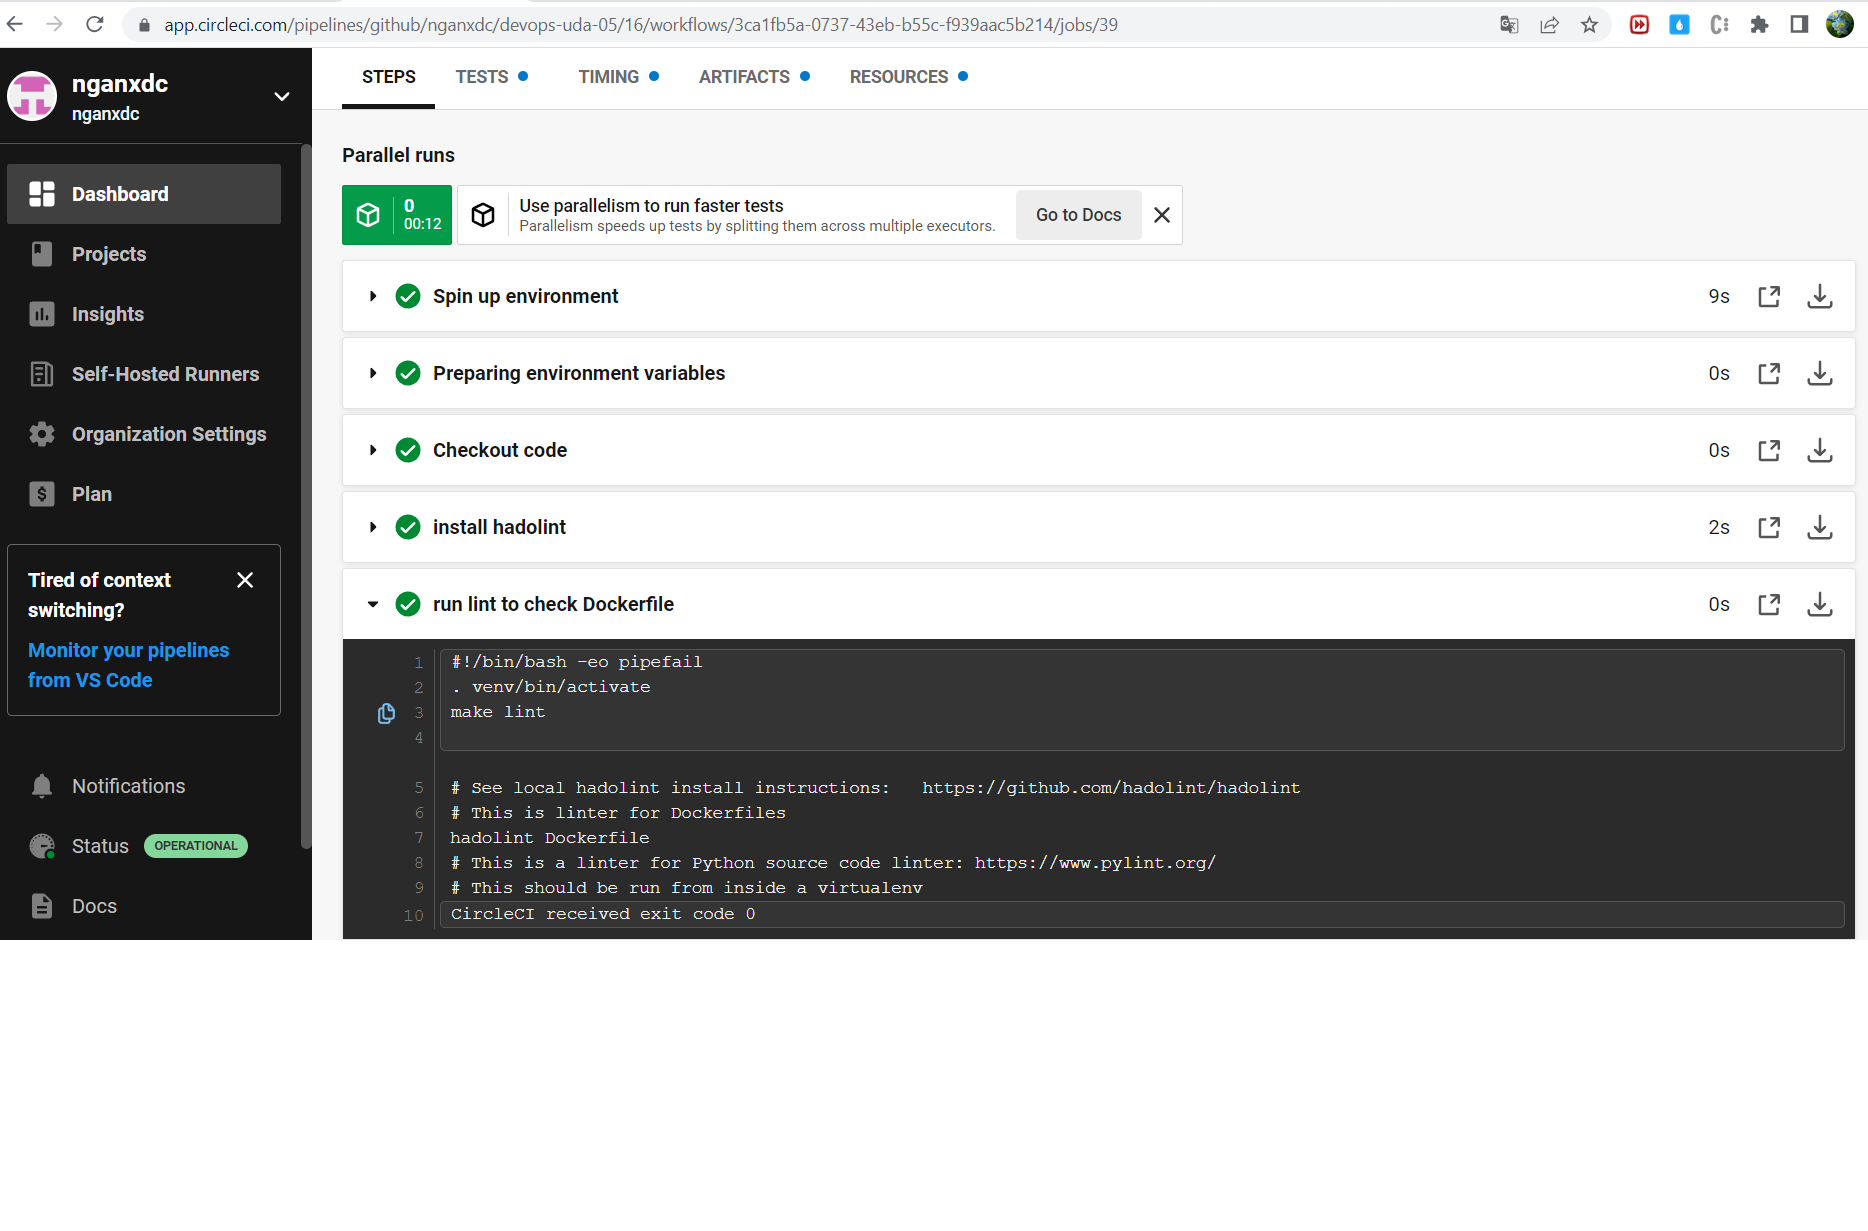 app.circleci.com/pipelines/github/nganxdc/devops-uda-05/16/workflows/3ca1fb5a-0737-43eb-b55c-f939aac5b214/jobs/39
nganxdc
nganxdc
Dashboard
Projects
Insights
Self-Hosted Runners
Organization Settings
Plan
Tired of context
switching?
Monitor your pipelines
from VS Code
Notifications
Status OPERATIONAL
Docs
STEPS TESTS TIMING ARTIFACTS RESOURCES
Parallel runs
0
00:12
Use parallelism to run faster tests
Parallelism speeds up tests by splitting them across multiple executors.
Go to Docs
Spin up environment 9s
Preparing environment variables 0s
Checkout code 0s
install hadolint 2s
run lint to check Dockerfile 0s
1 #!/bin/bash -eo pipefail
2 . venv/bin/activate
3 make lint
4
5 # See local hadolint install instructions:   https://github.com/hadolint/hadolint
6 # This is linter for Dockerfiles
7 hadolint Dockerfile
8 # This is a linter for Python source code linter: https://www.pylint.org/
9 # This should be run from inside a virtualenv
10 CircleCI received exit code 0